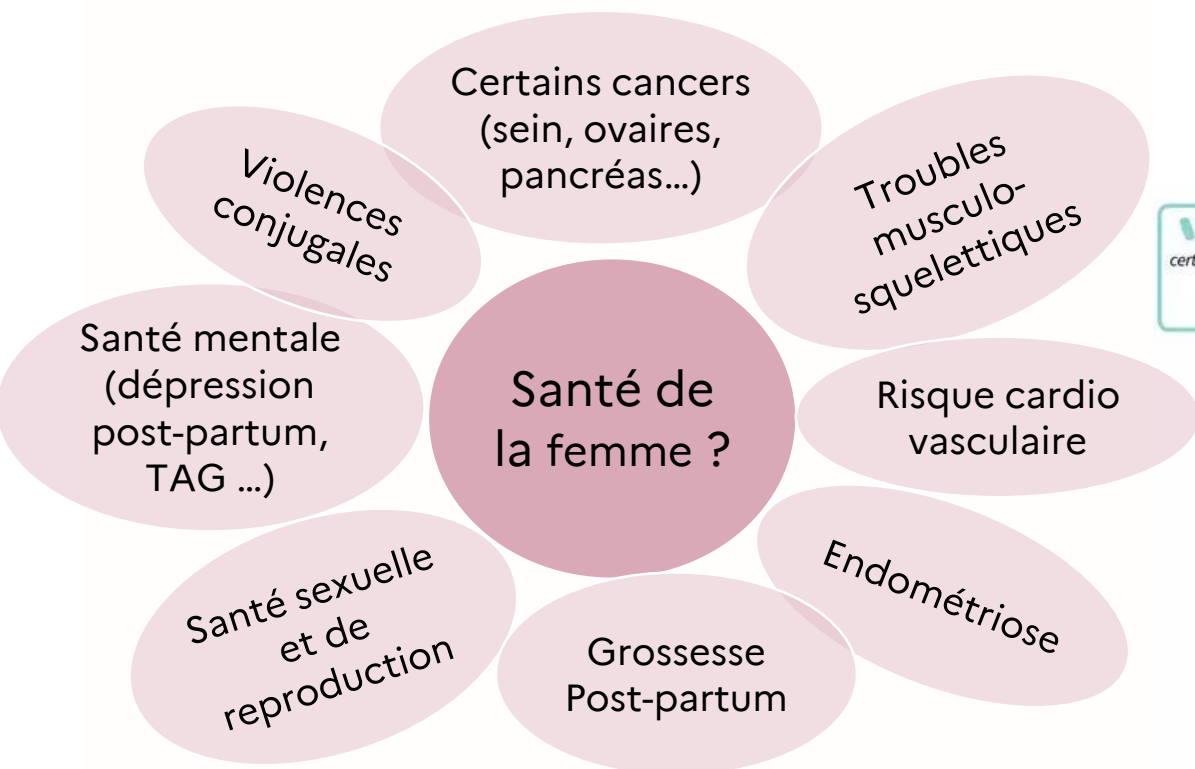 Certains cancers
(sein, ovaires,
pancréas…)
Troubles
musculo-
squelettiques
Violences
conjugales
Santé mentale
(dépression
post-partum,
TAG …)
Santé de
la femme ?
Risque cardio
vasculaire
Endométriose
Santé sexuelle
et de
reproduction
Grossesse
Post-partum